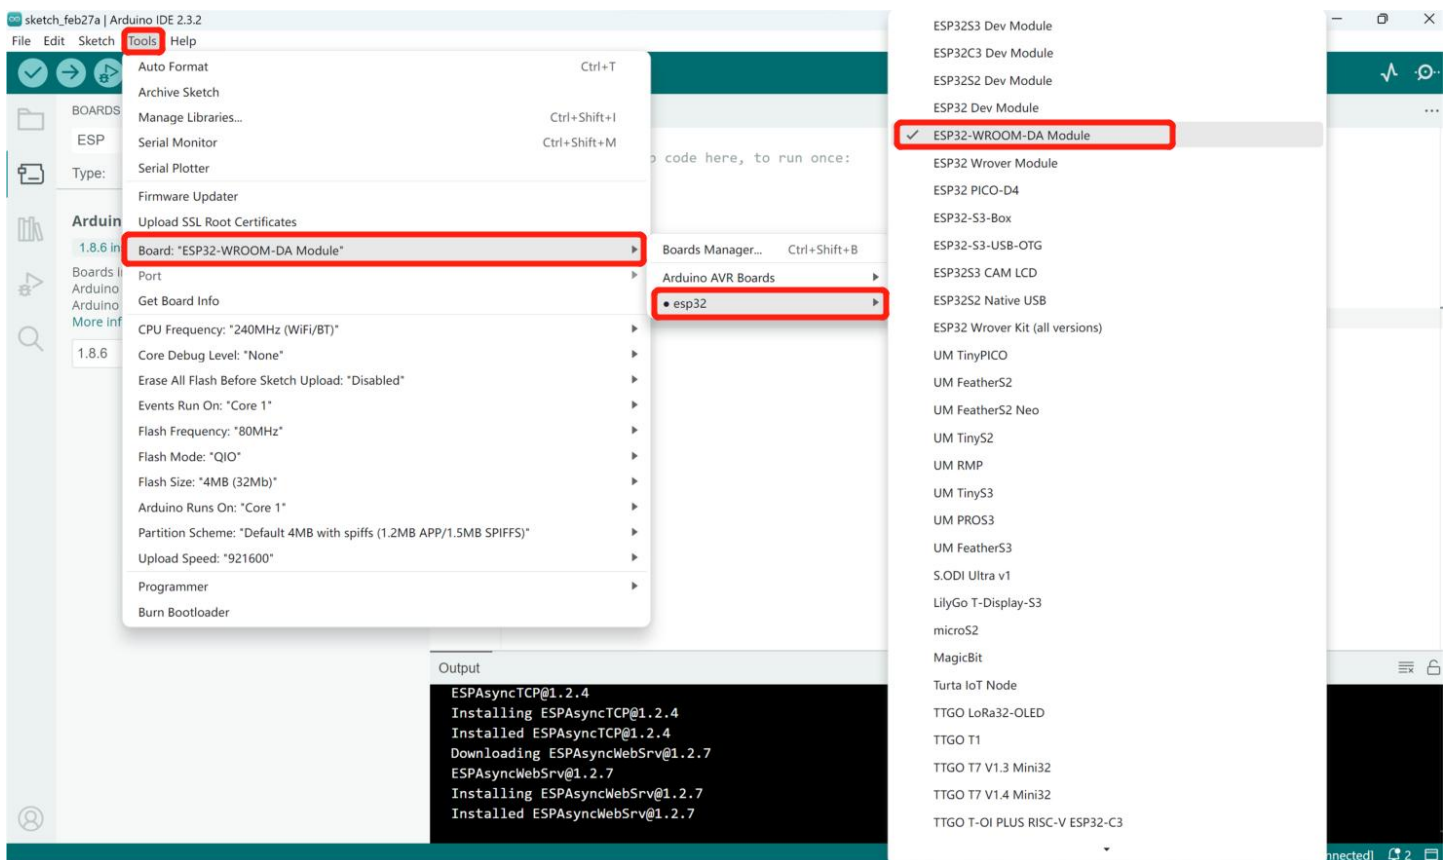 sketch_feb27a | Arduino IDE 2.3.2
File Edit Sketch Tools Help
BOARDS
ESP
Type:
Arduin
1.8.6 in
Boards i
Arduino
Arduino
More inf
1.8.6
Auto Format Ctrl+T
Archive Sketch
Manage Libraries... Ctrl+Shift+I
Serial Monitor Ctrl+Shift+M
Serial Plotter
Firmware Updater
Upload SSL Root Certificates
Board: "ESP32-WROOM-DA Module"
Port
Get Board Info
CPU Frequency: "240MHz (WiFi/BT)"
Core Debug Level: "None"
Erase All Flash Before Sketch Upload: "Disabled"
Events Run On: "Core 1"
Flash Frequency: "80MHz"
Flash Mode: "QIO"
Flash Size: "4MB (32Mb)"
Arduino Runs On: "Core 1"
Partition Scheme: "Default 4MB with spiffs (1.2MB APP/1.5MB SPIFFS)"
Upload Speed: "921600"
Programmer
Burn Bootloader
code here, to run once:
Boards Manager... Ctrl+Shift+B
Arduino AVR Boards
● esp32
ESP32S3 Dev Module
ESP32C3 Dev Module
ESP32S2 Dev Module
ESP32 Dev Module
✓ ESP32-WROOM-DA Module
ESP32 Wrover Module
ESP32 PICO-D4
ESP32-S3-Box
ESP32-S3-USB-OTG
ESP32S3 CAM LCD
ESP32S2 Native USB
ESP32 Wrover Kit (all versions)
UM TinyPICO
UM FeatherS2
UM FeatherS2 Neo
UM TinyS2
UM RMP
UM TinyS3
UM PROS3
UM FeatherS3
S.ODI Ultra v1
LilyGo T-Display-S3
microS2
MagicBit
Turta IoT Node
TTGO LoRa32-OLED
TTGO T1
TTGO T7 V1.3 Mini32
TTGO T7 V1.4 Mini32
TTGO T-OI PLUS RISC-V ESP32-C3
Output
ESPAsyncTCP@1.2.4
Installing ESPAsyncTCP@1.2.4
Installed ESPAsyncTCP@1.2.4
Downloading ESPAsyncWebSrv@1.2.7
ESPAsyncWebSrv@1.2.7
Installing ESPAsyncWebSrv@1.2.7
Installed ESPAsyncWebSrv@1.2.7
nnected] 2